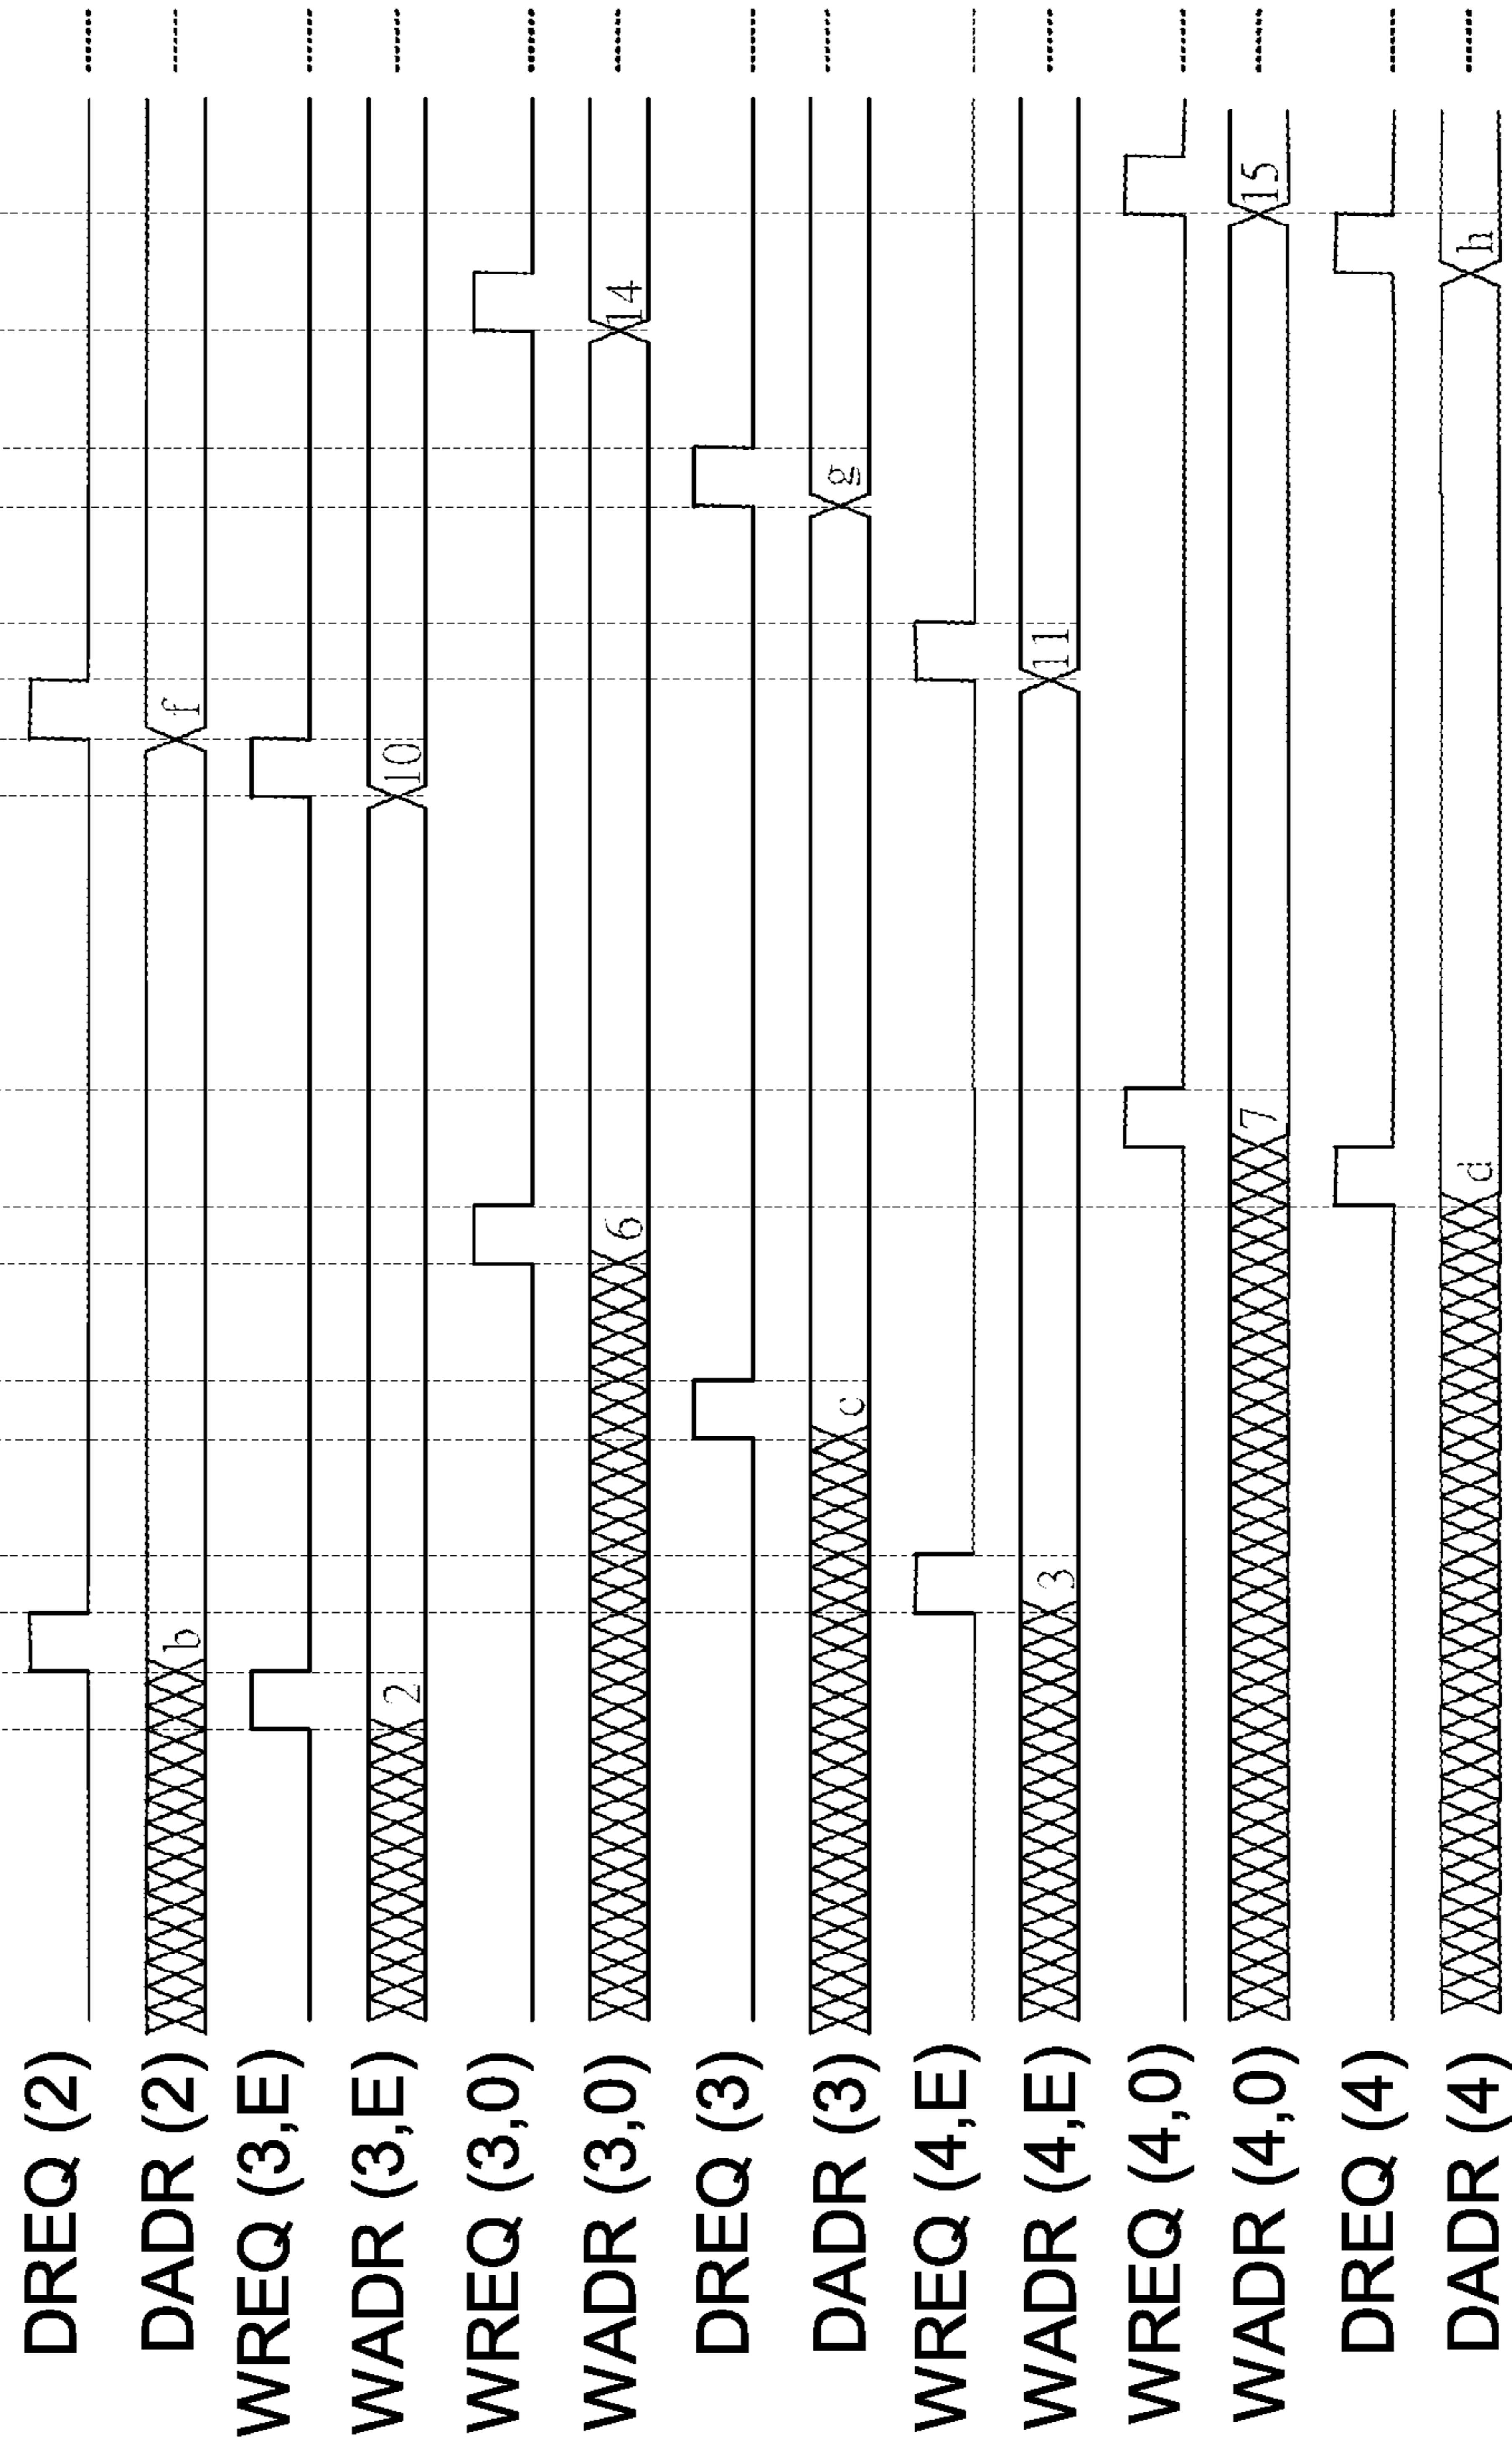 DREQ (2)
DADR (2) b f
WREQ (3,E)
WADR (3,E) 2 10
WREQ (3,0)
WADR (3,0) 6 14
DREQ (3)
DADR (3) c g
WREQ (4,E)
WADR (4,E) 3 11
WREQ (4,0)
WADR (4,0) 7 15
DREQ (4)
DADR (4) d h